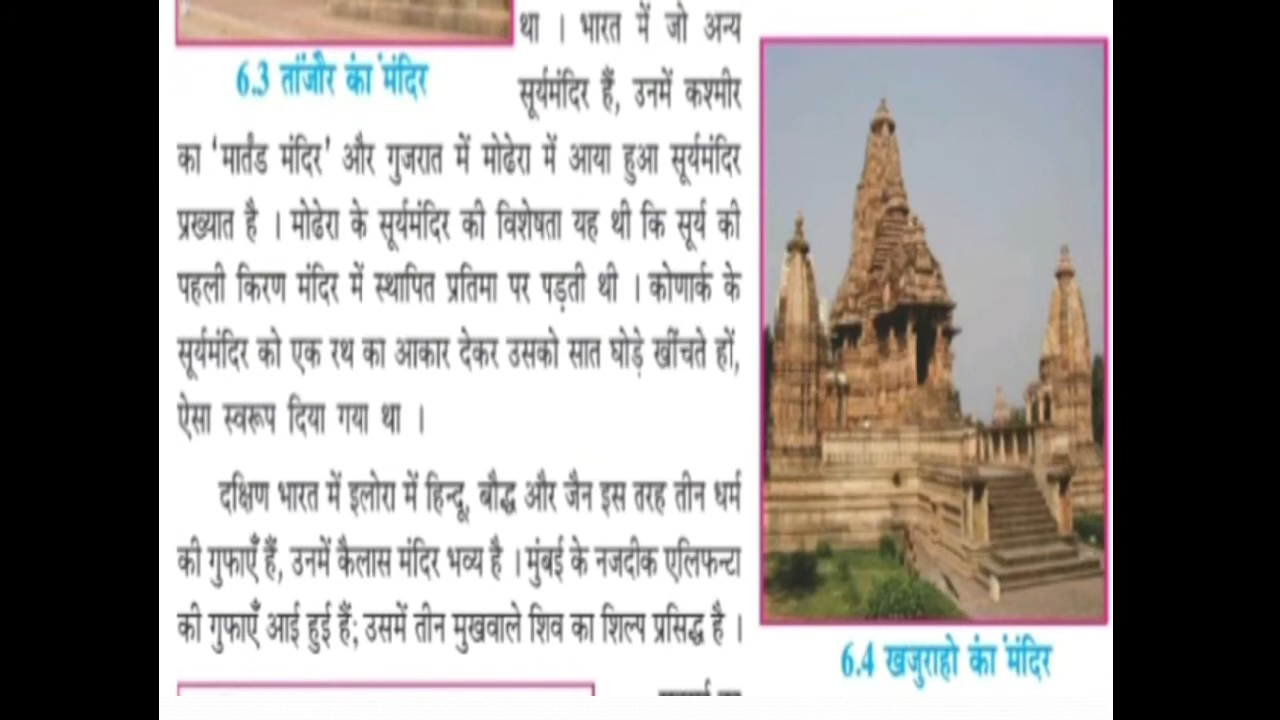 था । भारत में जो अन्य
6.3 तांजौर का मंदिर
सूर्यमंदिर हैं, उनमें कश्मीर
का 'मार्तंड मंदिर' और गुजरात में मोढेरा में आया हुआ सूर्यमंदिर
प्रख्यात है । मोढेरा के सूर्यमंदिर की विशेषता यह थी कि सूर्य की
पहली किरण मंदिर में स्थापित प्रतिमा पर पड़ती थी । कोणार्क के
सूर्यमंदिर को एक रथ का आकार देकर उसको सात घोड़े खींचते हों,
ऐसा स्वरूप दिया गया था ।
दक्षिण भारत में इलोरा में हिन्दू, बौद्ध और जैन इस तरह तीन धर्म
की गुफाएँ हैं, उनमें कैलास मंदिर भव्य है । मुंबई के नजदीक एलिफन्टा
की गुफाएँ आई हुई हैं; उसमें तीन मुखवाले शिव का शिल्प प्रसिद्ध है ।
6.4 खजुराहो का मंदिर